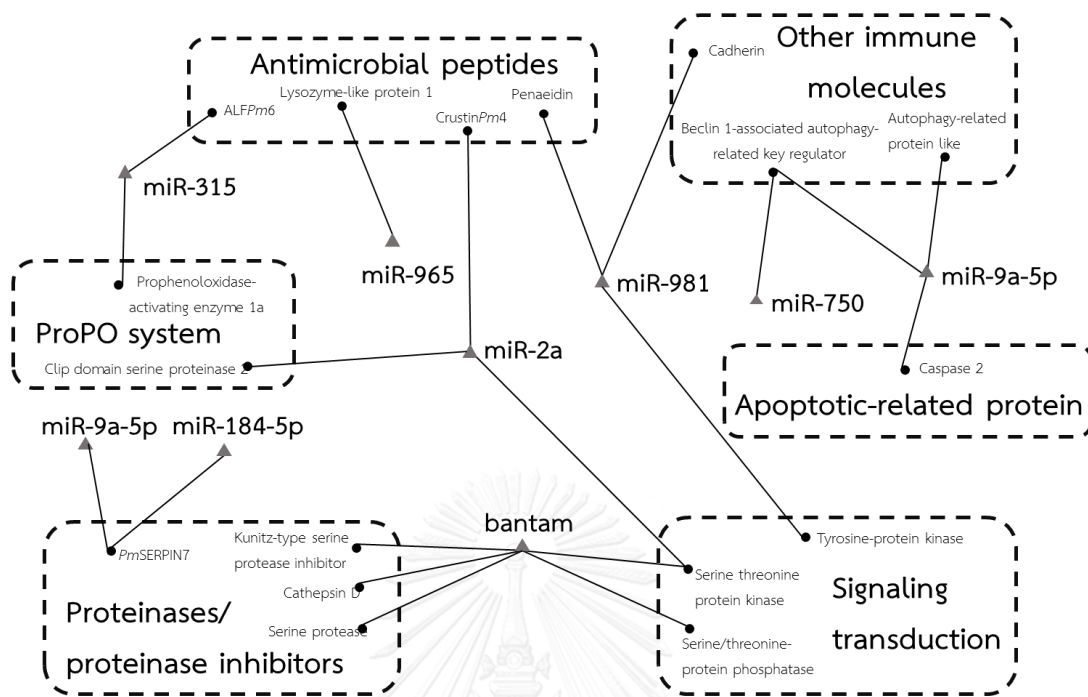 Antimicrobial peptides
Lysozyme-like protein 1
Penaeidin
ALFPm6
CrustinPm4
Other immune
molecules
Cadherin
Beclin 1-associated autophagy-
related key regulator
Autophagy-related
protein like
miR-315
miR-965
miR-981
miR-750
miR-9a-5p
Prophenoloxidase-
activating enzyme 1a
ProPO system
Clip domain serine proteinase 2
miR-2a
Caspase 2
Apoptotic-related protein
miR-9a-5p
miR-184-5p
bantam
PmSERPIN7
Kunitz-type serine
protease inhibitor
Cathepsin D
Serine protease
Proteinases/
proteinase inhibitors
Tyrosine-protein kinase
Serine threonine
protein kinase
Serine/threonine-
protein phosphatase
Signaling
transduction